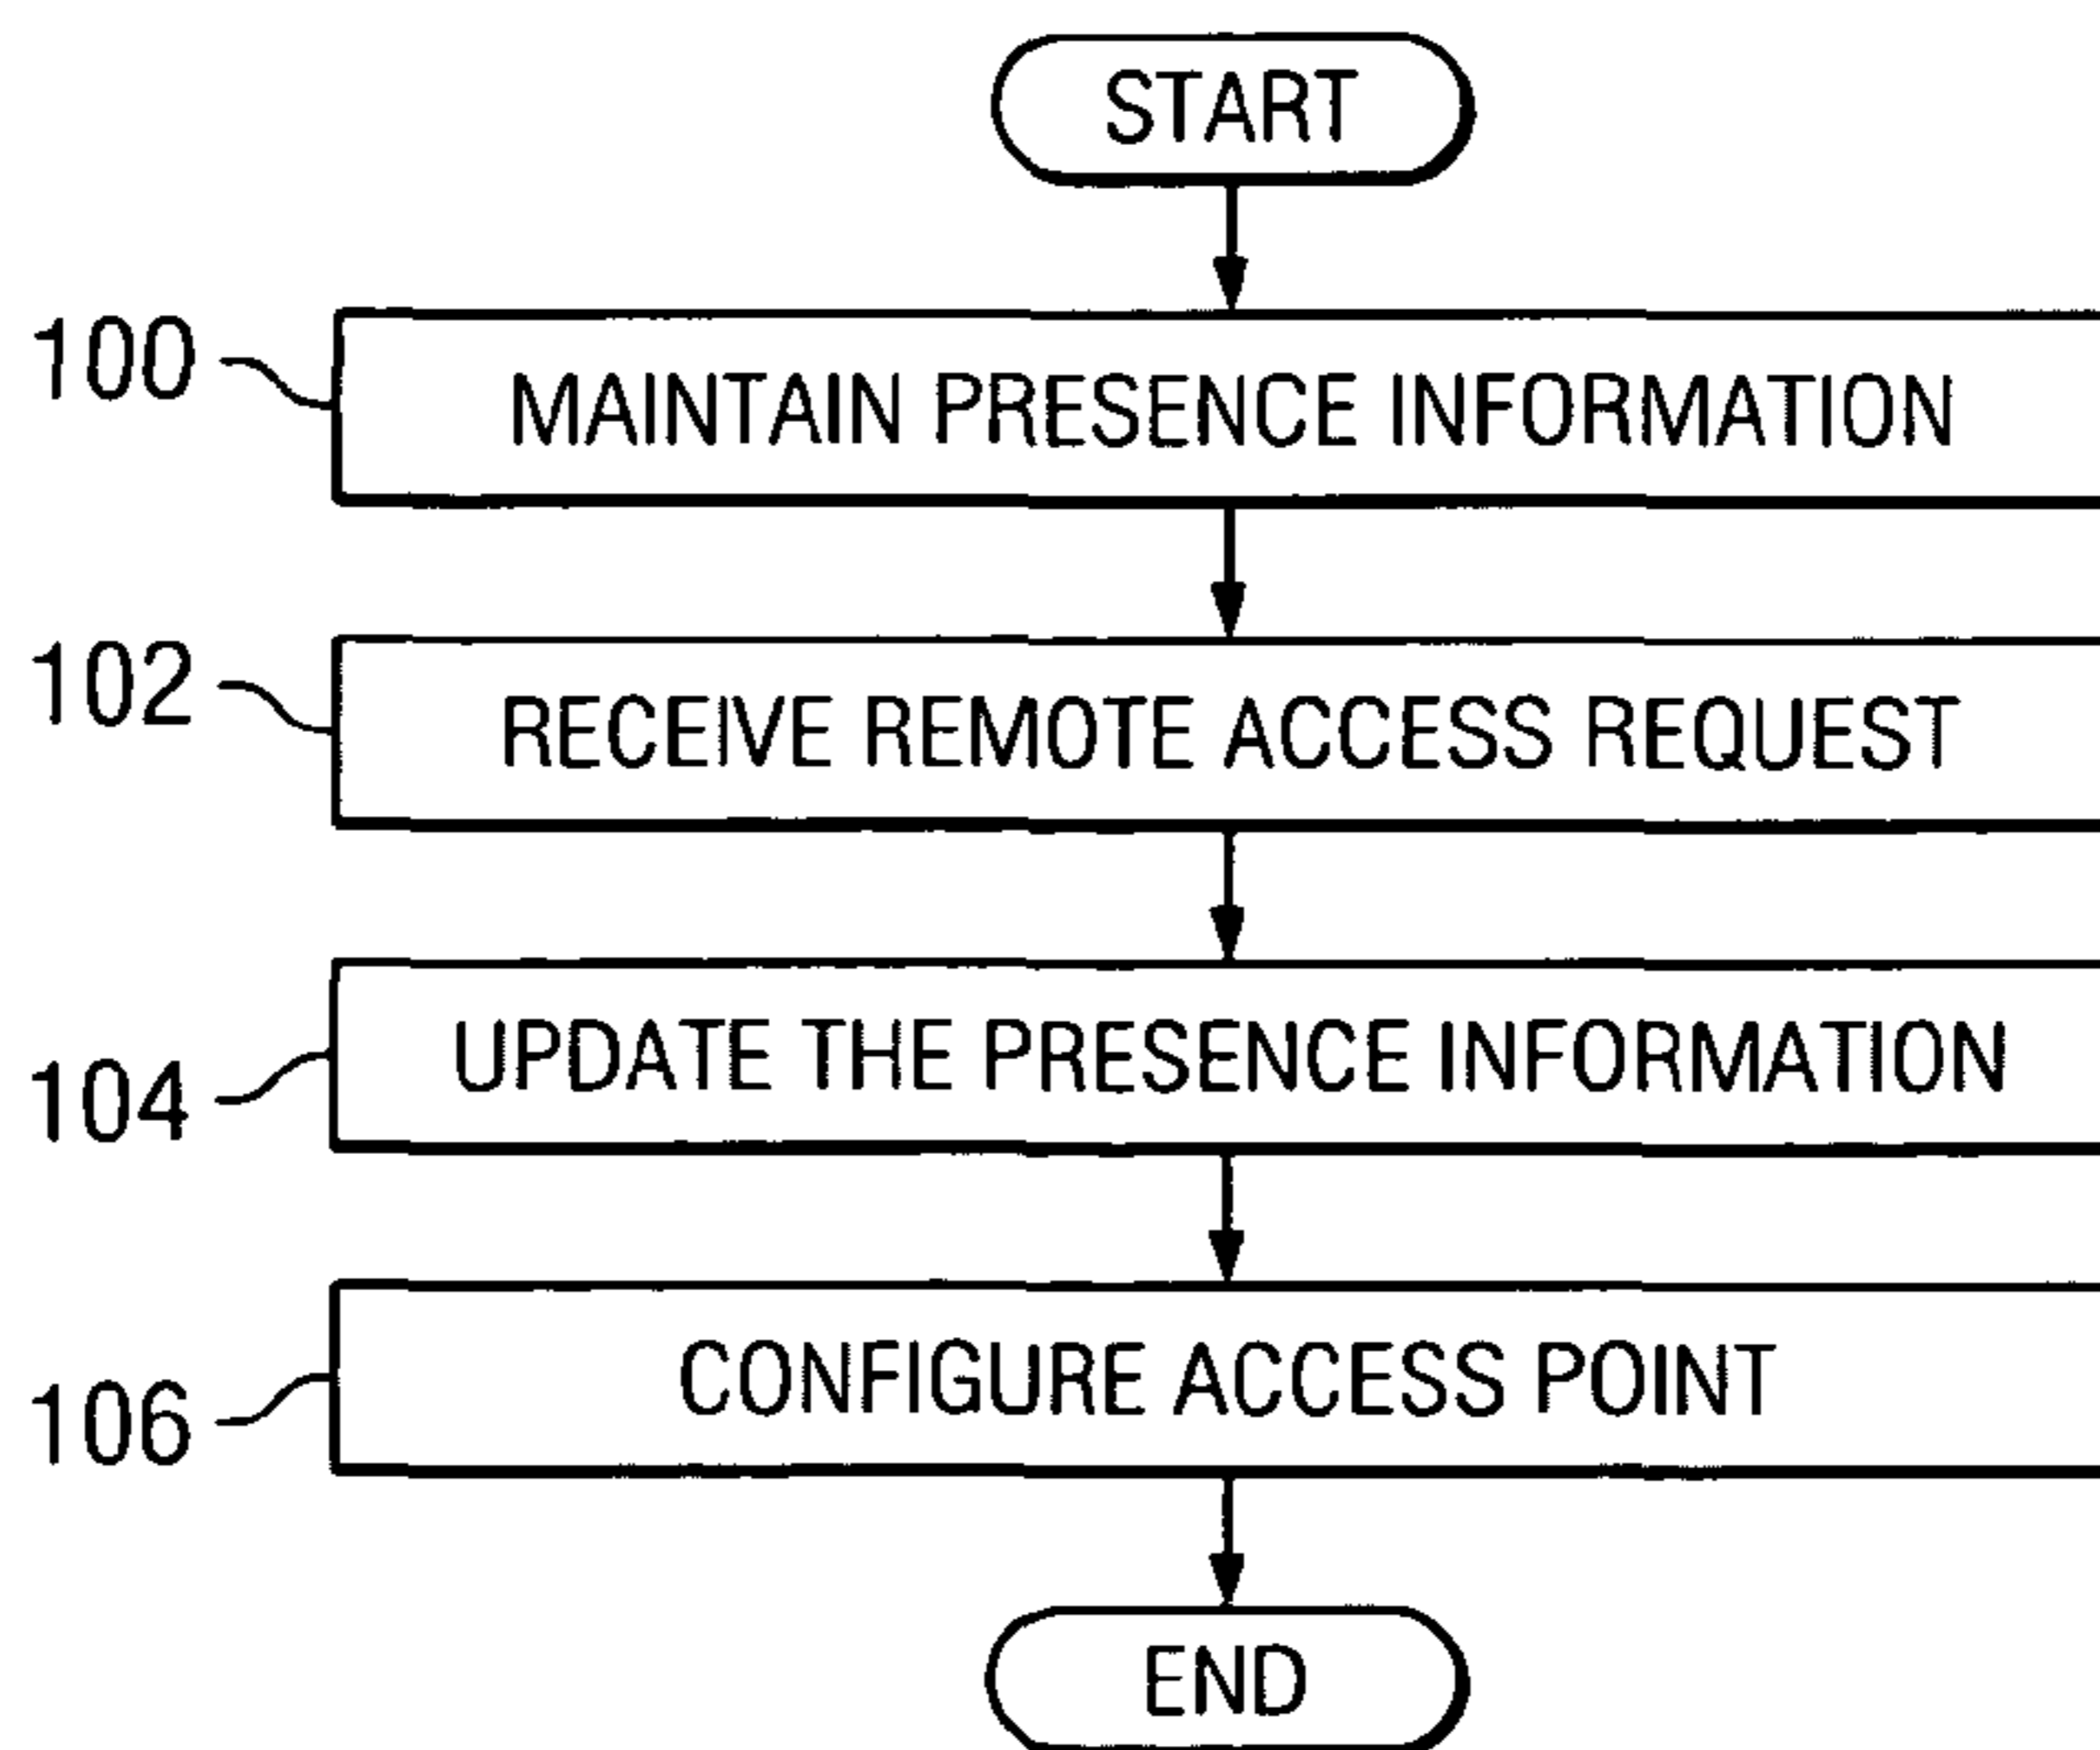 START
100
MAINTAIN PRESENCE INFORMATION
102
RECEIVE REMOTE ACCESS REQUEST
104
UPDATE THE PRESENCE INFORMATION
106
CONFIGURE ACCESS POINT
END